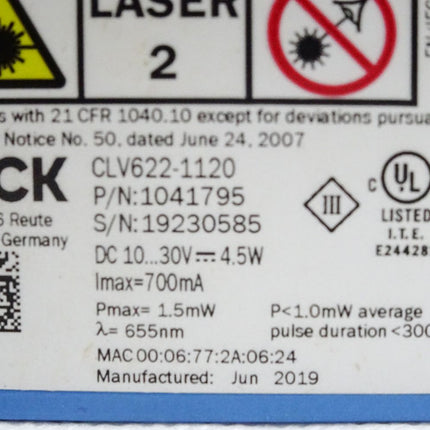 LASER
2
s with 21 CFR 1040.10 except for deviations pursua
Notice No. 50, dated June 24, 2007
CK
CLV622-1120
P/N:1041795
S/N:19230585
6 Reute
Germany
DC 10...30V⎓ 4.5W
Imax=700mA
III
c UL
LISTED
I.T.E.
E24428
Pmax= 1.5mW
λ= 655nm
P<1.0mW average
pulse duration <300
MAC 00:06:77:2A:06:24
Manufactured: Jun 2019